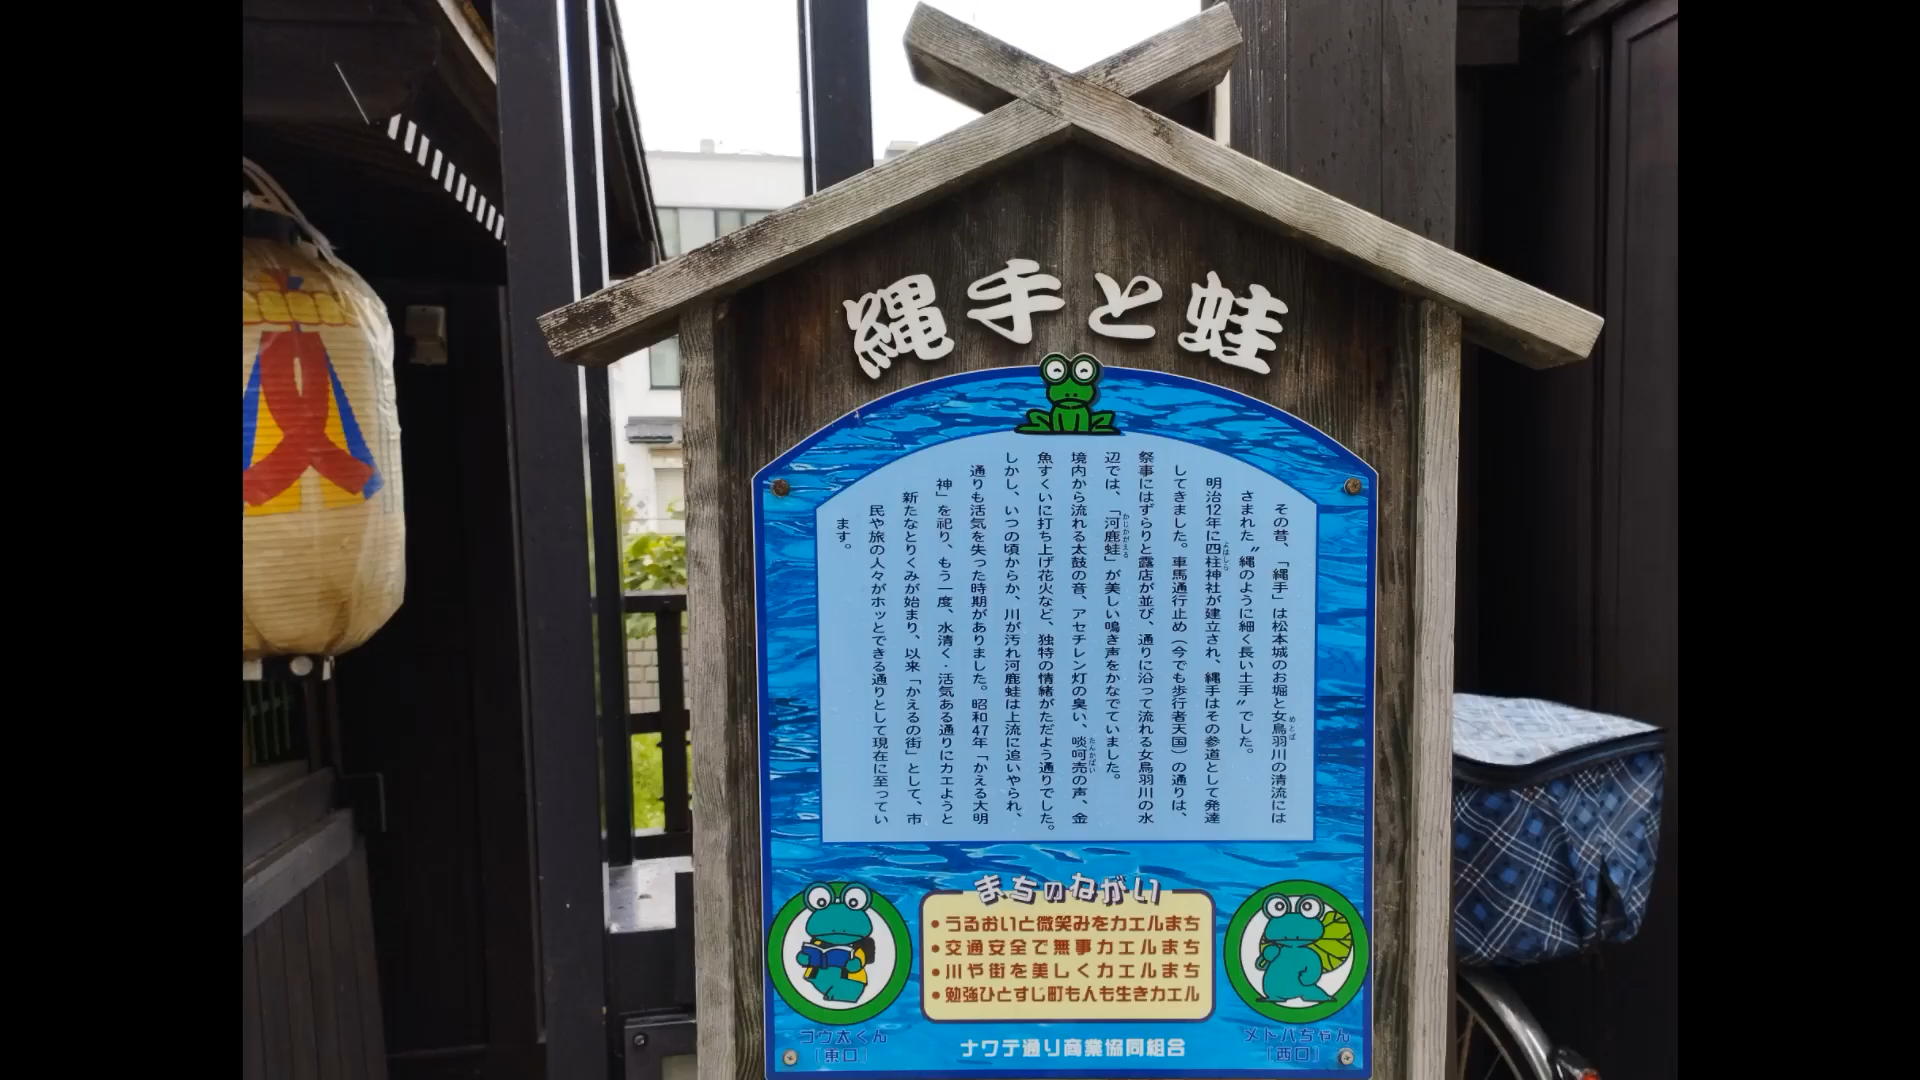 縄手と蛙
その昔、「縄手」は松本城のお堀と女鳥羽川の清流には
めとば
さまれた〝縄のように細く長い土手〟でした。
明治12年に四柱神社が建立され、縄手はその参道として発達
よはしら
してきました。車馬通行止め(今でも歩行者天国)の通りは、
祭事にはずらりと露店が並び、通りに沿って流れる女鳥羽川の水
辺では、「河鹿蛙」が美しい鳴き声をかなでていました。
かじかがえる
境内から流れる太鼓の音、アセチレン灯の臭い、啖呵売の声、金
たんかばい
魚すくいに打ち上げ花火など、独特の情緒がただよう通りでした。
しかし、いつの頃からか、川が汚れ河鹿蛙は上流に追いやられ、
通りも活気を失った時期がありました。昭和47年「かえる大明
神」を祀り、もう一度、水清く・活気ある通りにカエようと
新たなとりくみが始まり、以来「かえるの街」として、市
民や旅の人々がホッとできる通りとして現在に至ってい
ます。
まちのねがい
•うるおいと微笑みをカエルまち
•交通安全で無事カエルまち
•川や街を美しくカエルまち
•勉強ひとすじ町も人も生きカエル
コウ太くん
[東口]
メトバちゃん
[西口]
ナワテ通り商業協同組合